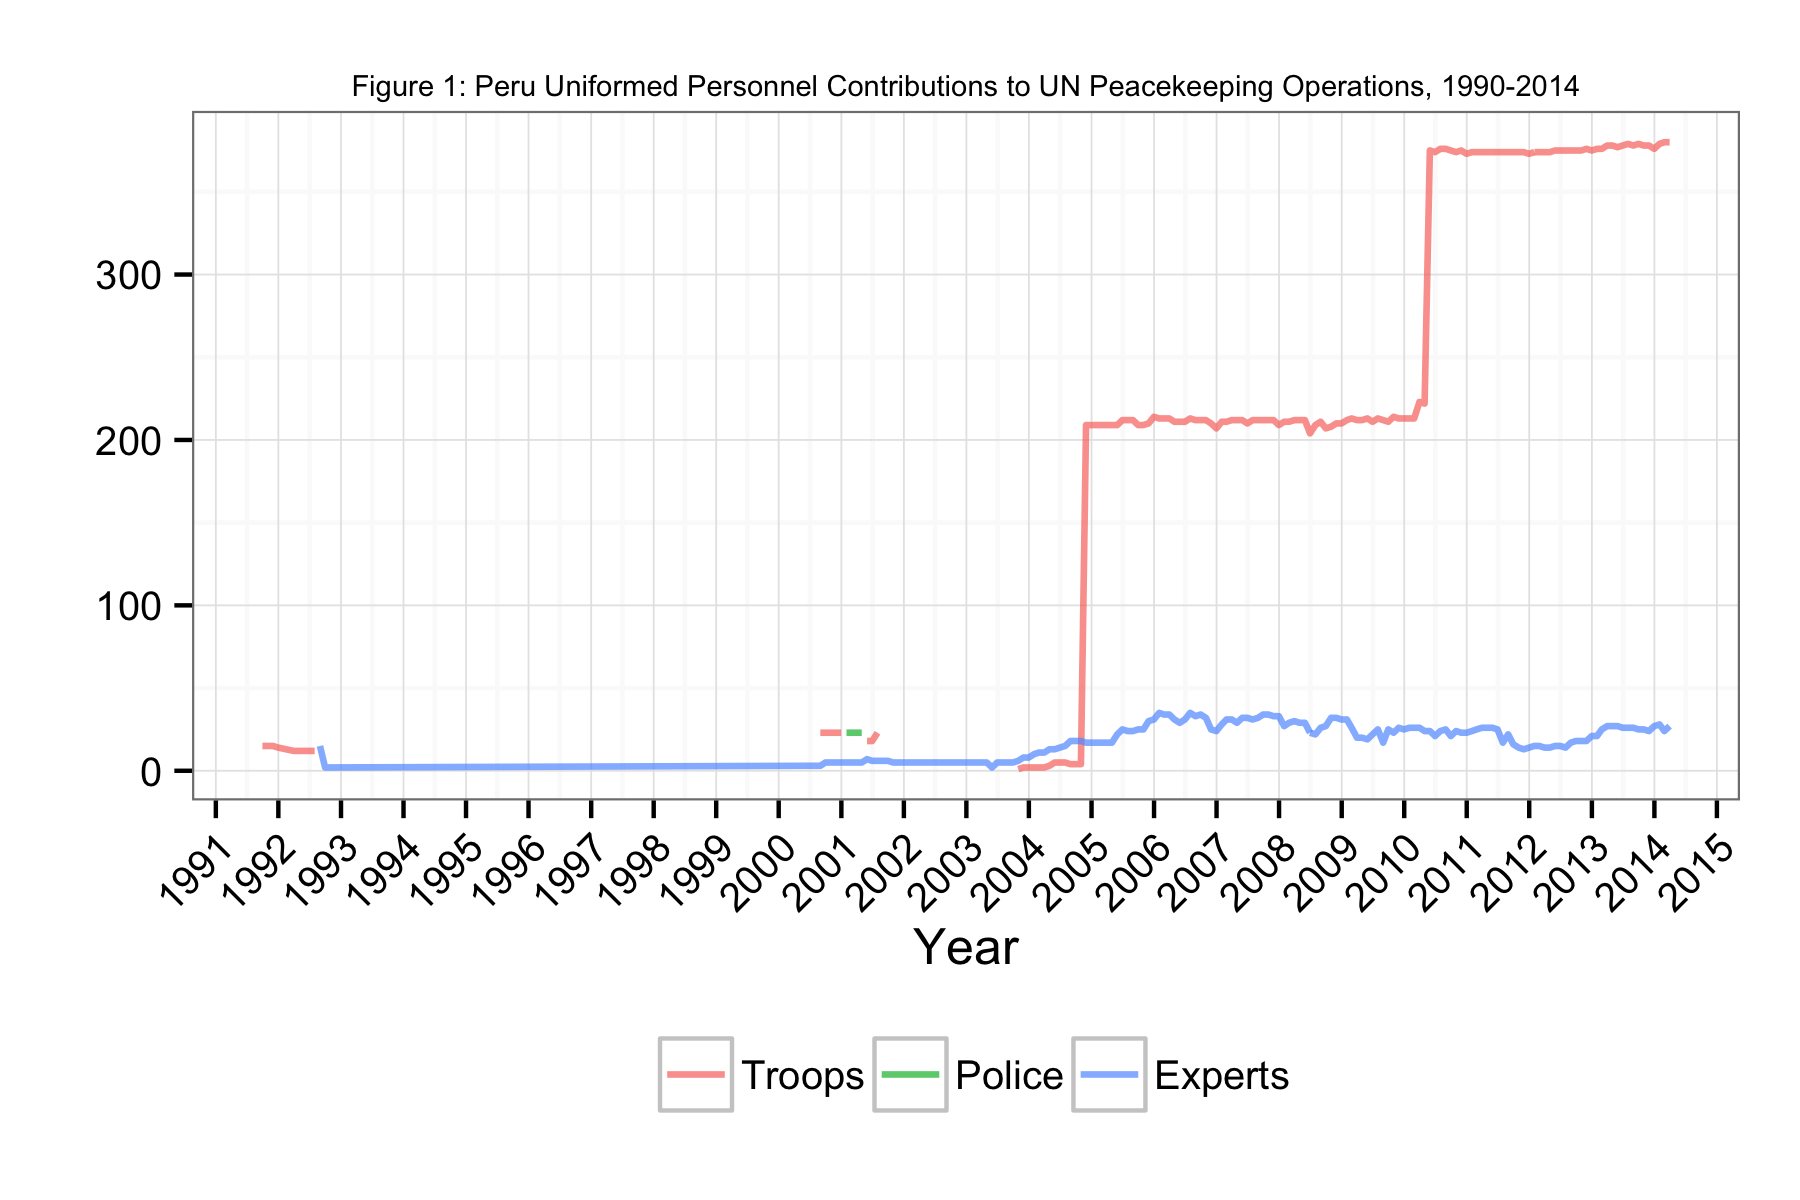 Figure 1: Peru Uniformed Personnel Contributions to UN Peacekeeping Operations, 1990-2014
300
200
100
0
1991 1992 1993 1994 1995 1996 1997 1998 1999 2000 2001 2002 2003 2004 2005 2006 2007 2008 2009 2010 2011 2012 2013 2014 2015
Year
Troops Police Experts